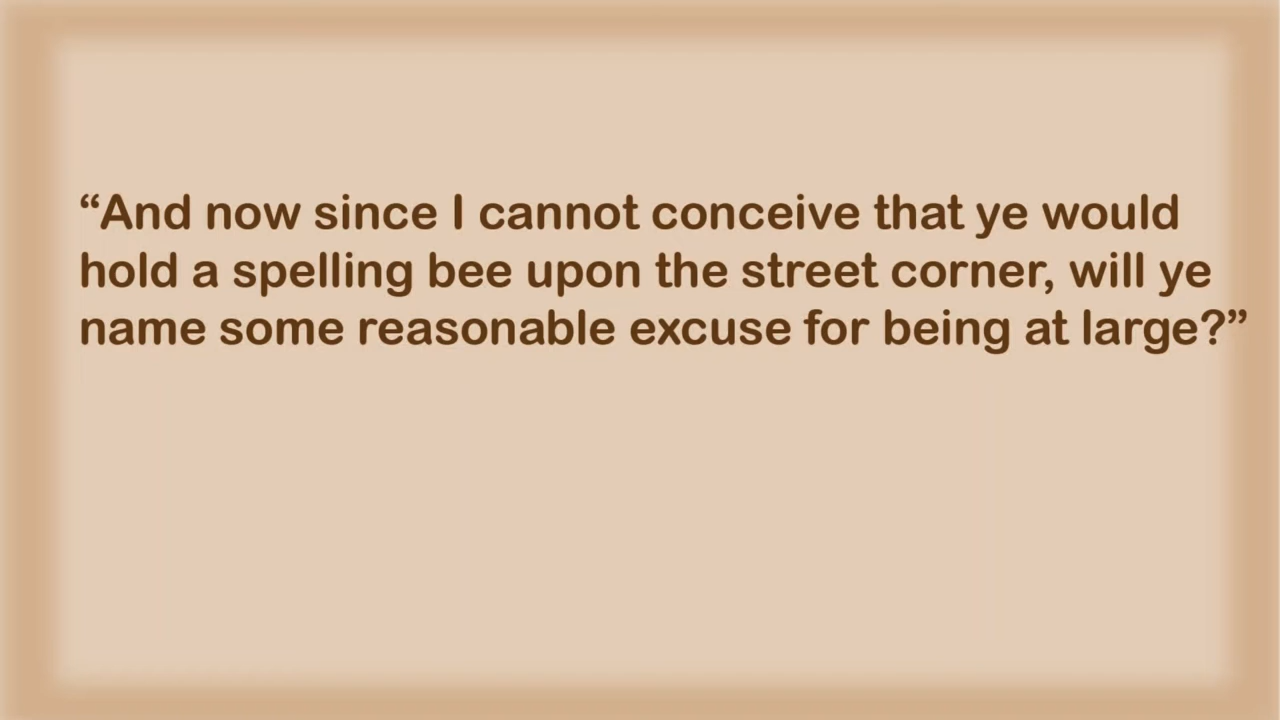 “And now since I cannot conceive that ye would
hold a spelling bee upon the street corner, will ye
name some reasonable excuse for being at large?”